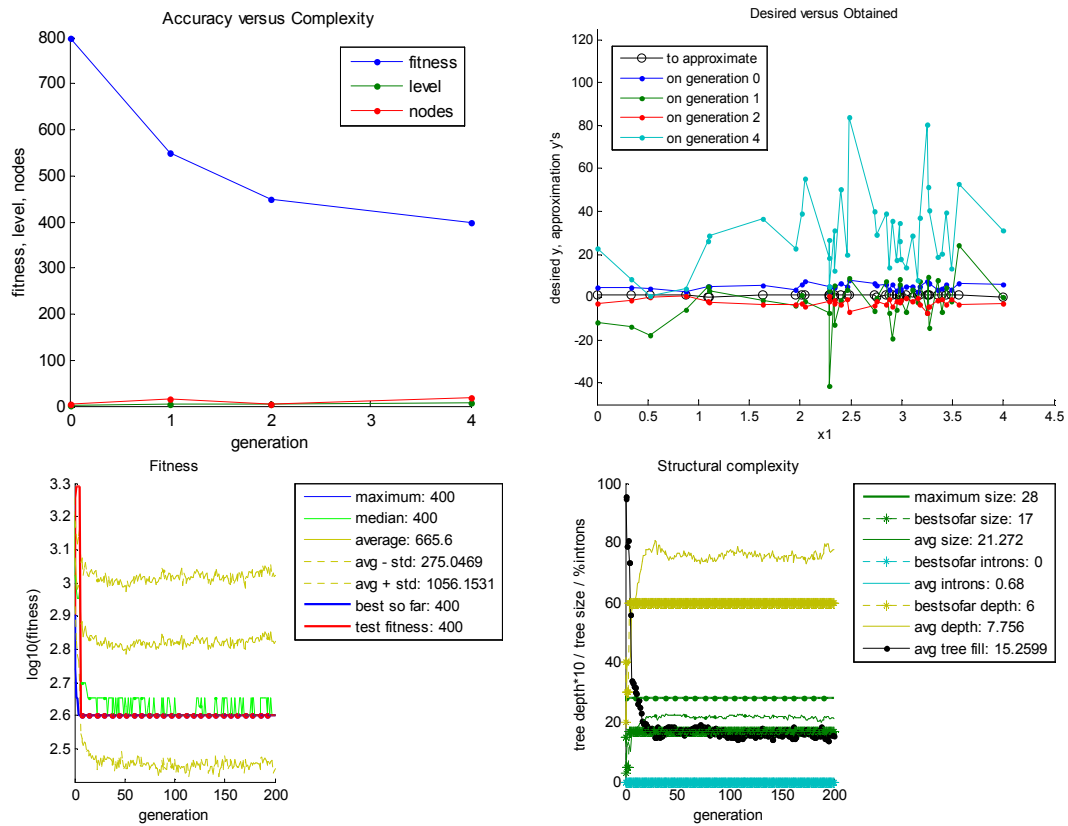 Accuracy versus Complexity
800
700
600
500
400
300
200
100
0
fitness, level, nodes
0 1 2 3 4
generation
fitness
level
nodes
Desired versus Obtained
120
100
80
60
40
20
0
-20
-40
desired y, approximation y's
0 0.5 1 1.5 2 2.5 3 3.5 4 4.5
x1
to approximate
on generation 0
on generation 1
on generation 2
on generation 4
Fitness
3.3
3.2
3.1
3
2.9
2.8
2.7
2.6
2.5
log10(fitness)
0 50 100 150 200
generation
maximum: 400
median: 400
average: 665.6
avg - std: 275.0469
avg + std: 1056.1531
best so far: 400
test fitness: 400
Structural complexity
100
80
60
40
20
0
tree depth*10 / tree size / %introns
0 50 100 150 200
generation
maximum size: 28
bestsofar size: 17
avg size: 21.272
bestsofar introns: 0
avg introns: 0.68
bestsofar depth: 6
avg depth: 7.756
avg tree fill: 15.2599